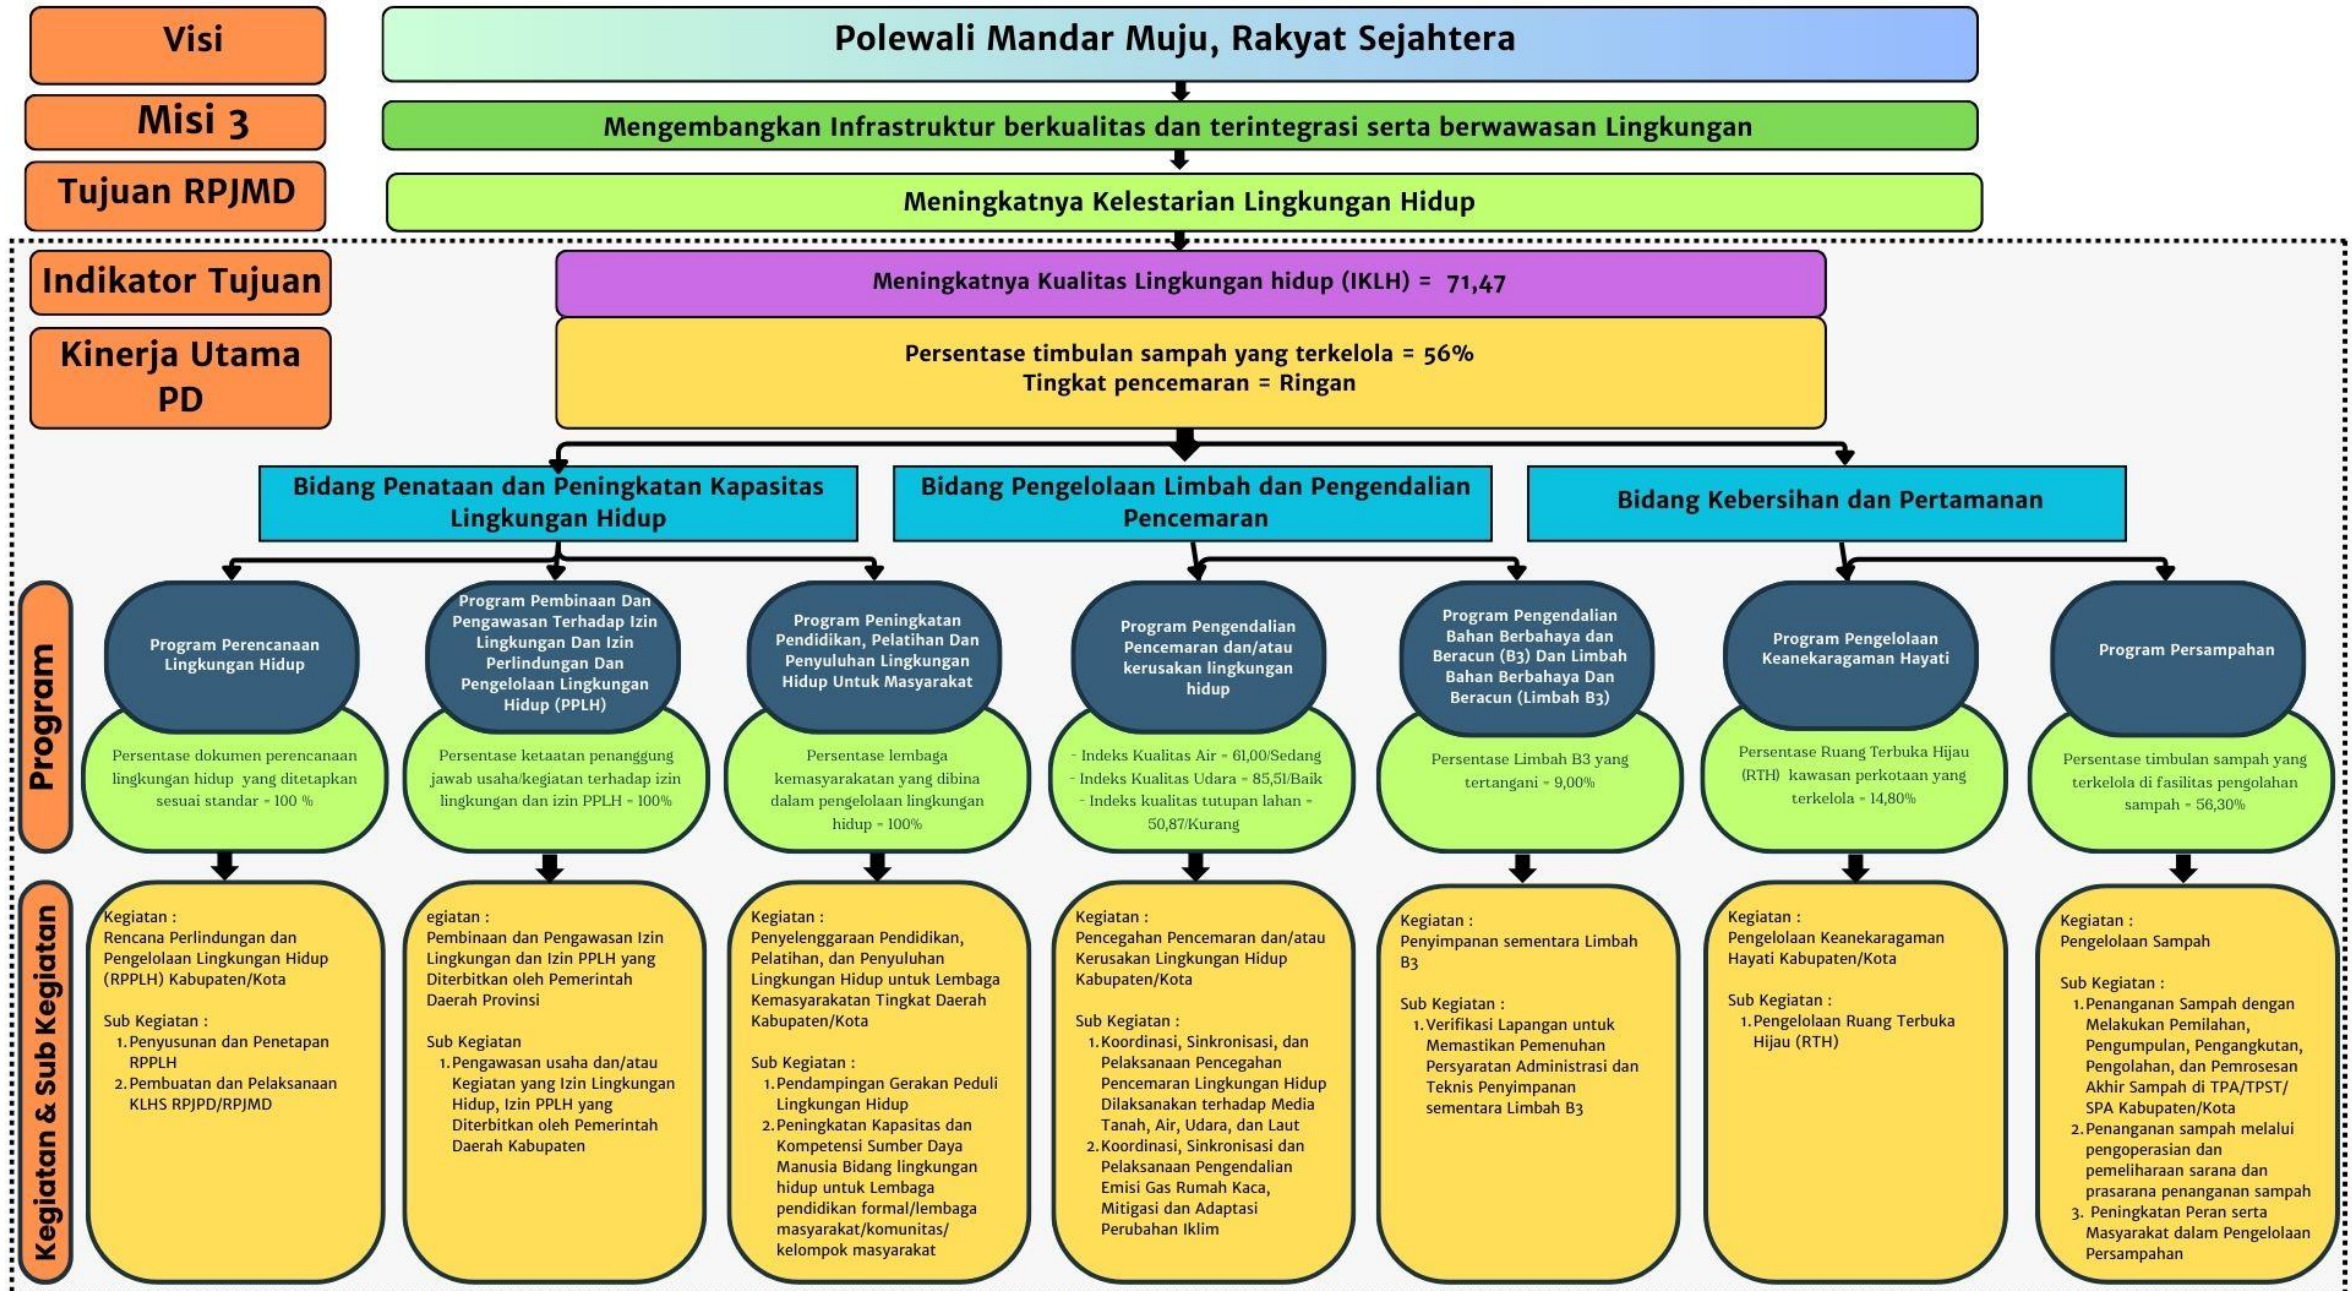 Visi
Polewali Mandar Muju, Rakyat Sejahtera
Misi 3
Mengembangkan Infrastruktur berkualitas dan terintegrasi serta berwawasan Lingkungan
Tujuan RPJMD
Meningkatnya Kelestarian Lingkungan Hidup
Indikator Tujuan
Meningkatnya Kualitas Lingkungan hidup (IKLH) = 71,47
Kinerja Utama
PD
Persentase timbulan sampah yang terkelola = 56%
Tingkat pencemaran = Ringan
Bidang Penataan dan Peningkatan Kapasitas
Lingkungan Hidup
Bidang Pengelolaan Limbah dan Pengendalian
Pencemaran
Bidang Kebersihan dan Pertamanan
Program
Program Perencanaan
Lingkungan Hidup
Persentase dokumen perencanaan
lingkungan hidup yang ditetapkan
sesuai standar = 100 %
Program Pembinaan Dan
Pengawasan Terhadap Izin
Lingkungan Dan Izin
Perlindungan Dan
Pengelolaan Lingkungan
Hidup (PPLH)
Persentase ketaatan penanggung
jawab usaha/kegiatan terhadap izin
lingkungan dan izin PPLH = 100%
Program Peningkatan
Pendidikan, Pelatihan Dan
Penyuluhan Lingkungan
Hidup Untuk Masyarakat
Persentase lembaga
kemasyarakatan yang dibina
dalam pengelolaan lingkungan
hidup = 100%
Program Pengendalian
Pencemaran dan/atau
kerusakan lingkungan
hidup
- Indeks Kualitas Air = 61,00/Sedang
- Indeks Kualitas Udara = 85,51/Baik
- Indeks kualitas tutupan lahan =
50,87/Kurang
Program Pengendalian
Bahan Berbahaya dan
Beracun (B3) Dan Limbah
Bahan Berbahaya Dan
Beracun (Limbah B3)
Persentase Limbah B3 yang
tertangani = 9,00%
Program Pengelolaan
Keanekaragaman Hayati
Persentase Ruang Terbuka Hijau
(RTH) kawasan perkotaan yang
terkelola = 14,80%
Program Persampahan
Persentase timbulan sampah yang
terkelola di fasilitas pengolahan
sampah = 56,30%
Kegiatan & Sub Kegiatan
Kegiatan :
Rencana Perlindungan dan
Pengelolaan Lingkungan Hidup
(RPPLH) Kabupaten/Kota
Sub Kegiatan :
1. Penyusunan dan Penetapan
RPPLH
2. Pembuatan dan Pelaksanaan
KLHS RPJPD/RPJMD
egiatan :
Pembinaan dan Pengawasan Izin
Lingkungan dan Izin PPLH yang
Diterbitkan oleh Pemerintah
Daerah Provinsi
Sub Kegiatan
1. Pengawasan usaha dan/atau
Kegiatan yang Izin Lingkungan
Hidup, Izin PPLH yang
Diterbitkan oleh Pemerintah
Daerah Kabupaten
Kegiatan :
Penyelenggaraan Pendidikan,
Pelatihan, dan Penyuluhan
Lingkungan Hidup untuk Lembaga
Kemasyarakatan Tingkat Daerah
Kabupaten/Kota
Sub Kegiatan :
1. Pendampingan Gerakan Peduli
Lingkungan Hidup
2. Peningkatan Kapasitas dan
Kompetensi Sumber Daya
Manusia Bidang lingkungan
hidup untuk Lembaga
pendidikan formal/lembaga
masyarakat/komunitas/
kelompok masyarakat
Kegiatan :
Pencegahan Pencemaran dan/atau
Kerusakan Lingkungan Hidup
Kabupaten/Kota
Sub Kegiatan :
1. Koordinasi, Sinkronisasi, dan
Pelaksanaan Pencegahan
Pencemaran Lingkungan Hidup
Dilaksanakan terhadap Media
Tanah, Air, Udara, dan Laut
2. Koordinasi, Sinkronisasi dan
Pelaksanaan Pengendalian
Emisi Gas Rumah Kaca,
Mitigasi dan Adaptasi
Perubahan Iklim
Kegiatan :
Penyimpanan sementara Limbah
B3
Sub Kegiatan :
1. Verifikasi Lapangan untuk
Memastikan Pemenuhan
Persyaratan Administrasi dan
Teknis Penyimpanan
sementara Limbah B3
Kegiatan :
Pengelolaan Keanekaragaman
Hayati Kabupaten/Kota
Sub Kegiatan :
1. Pengelolaan Ruang Terbuka
Hijau (RTH)
Kegiatan :
Pengelolaan Sampah
Sub Kegiatan :
1. Penanganan Sampah dengan
Melakukan Pemilahan,
Pengumpulan, Pengangkutan,
Pengolahan, dan Pemrosesan
Akhir Sampah di TPA/TPST/
SPA Kabupaten/Kota
2. Penanganan sampah melalui
pengoperasian dan
pemeliharaan sarana dan
prasarana penanganan sampah
3. Peningkatan Peran serta
Masyarakat dalam Pengelolaan
Persampahan